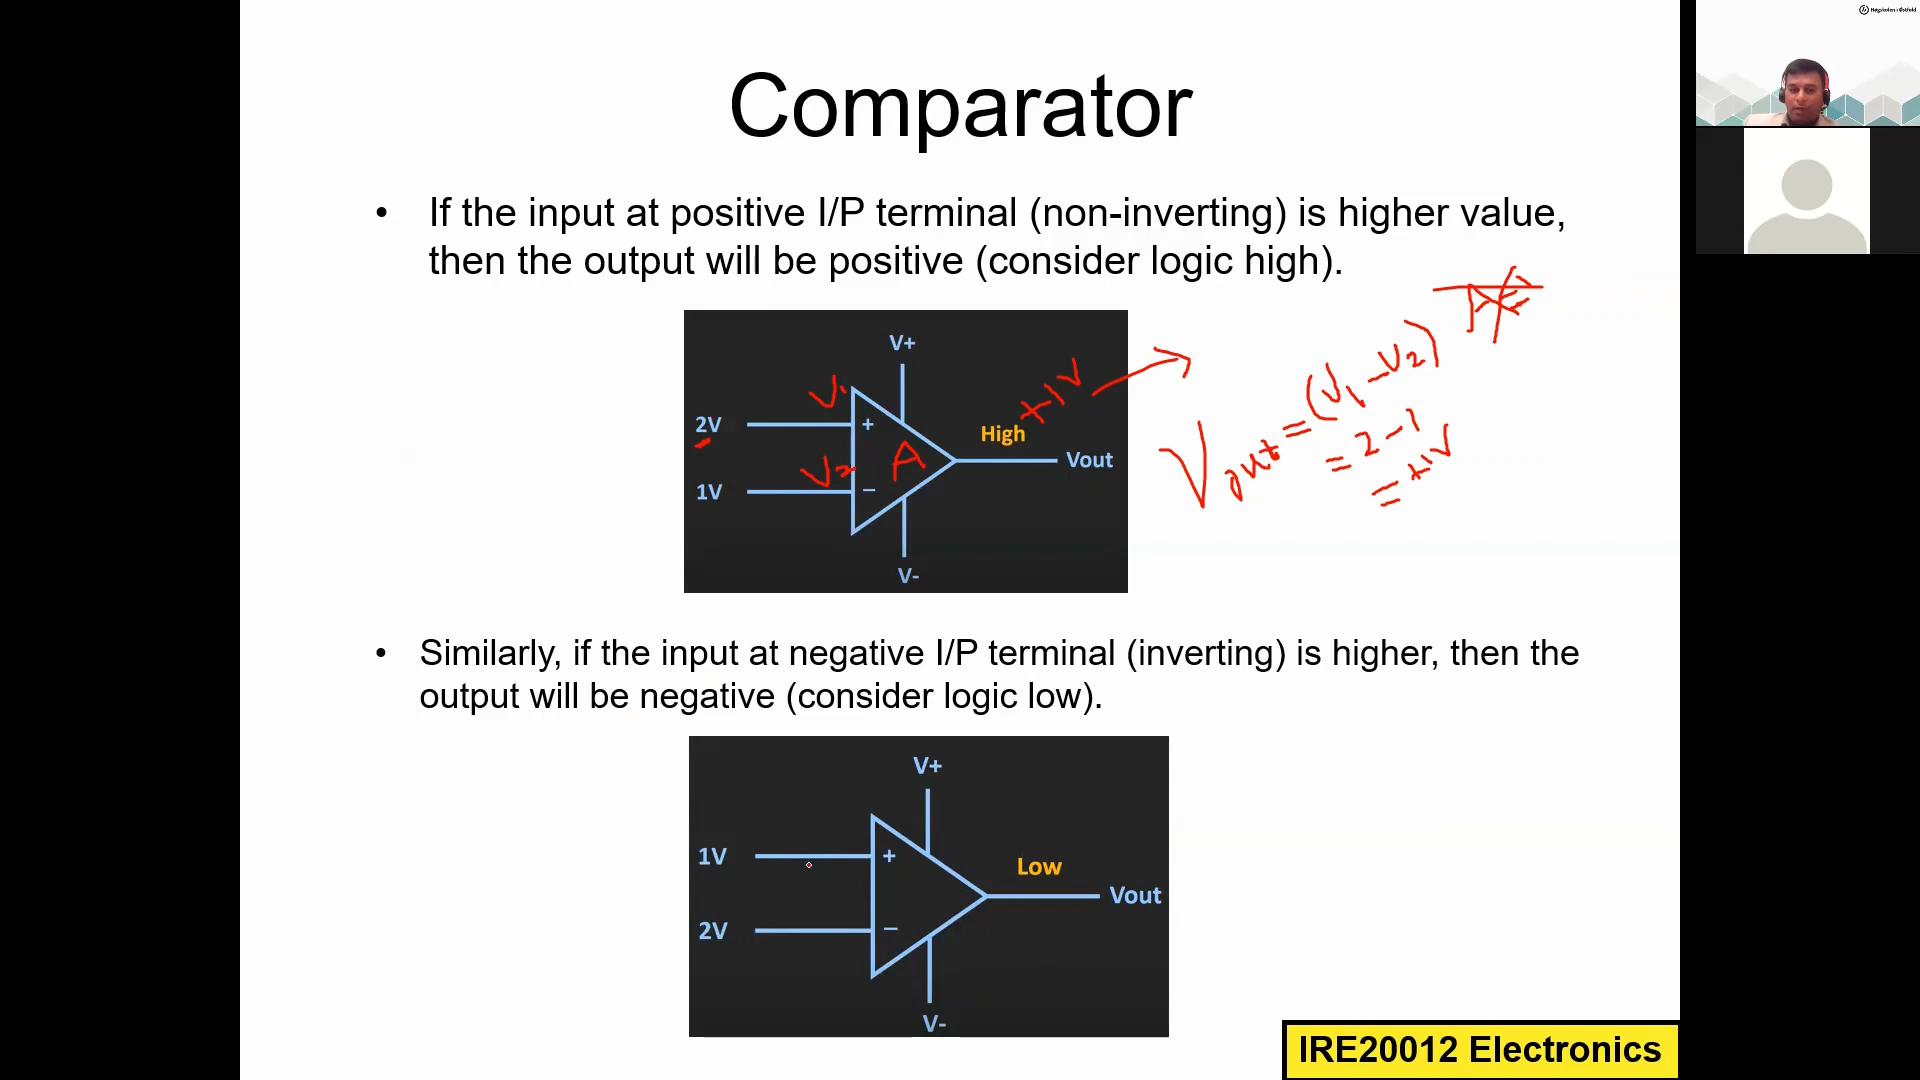 Høgskolen i Østfold
Comparator
• If the input at positive I/P terminal (non-inverting) is higher value,
then the output will be positive (consider logic high).
V+
V1
2V
+
High
+1V
A
Vout
V2
1V
−
V-
Vout = (V1 - V2)
= 2 - 1
= +1V
• Similarly, if the input at negative I/P terminal (inverting) is higher, then the
output will be negative (consider logic low).
V+
1V
+
Low
Vout
2V
−
V-
IRE20012 Electronics